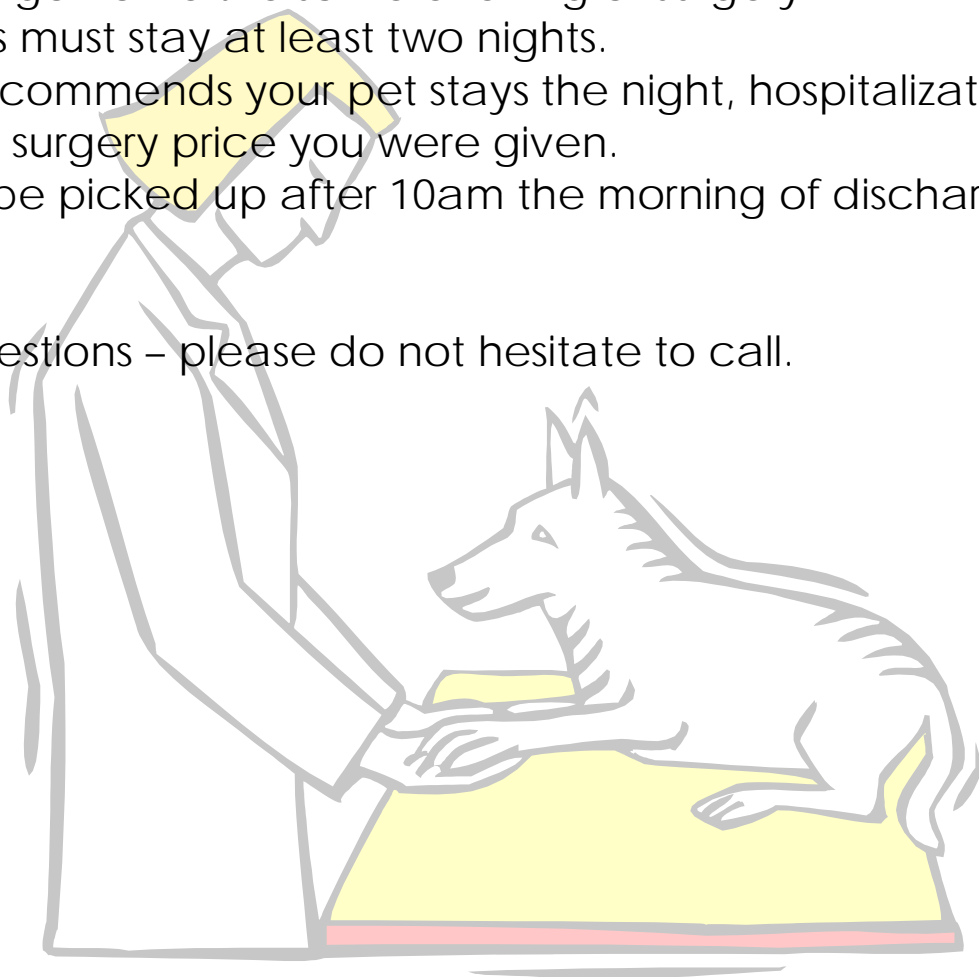 s must stay at least two nights.
commends your pet stays the night, hospitalizat
surgery price you were given.
be picked up after 10am the morning of dischar
estions – please do not hesitate to call.